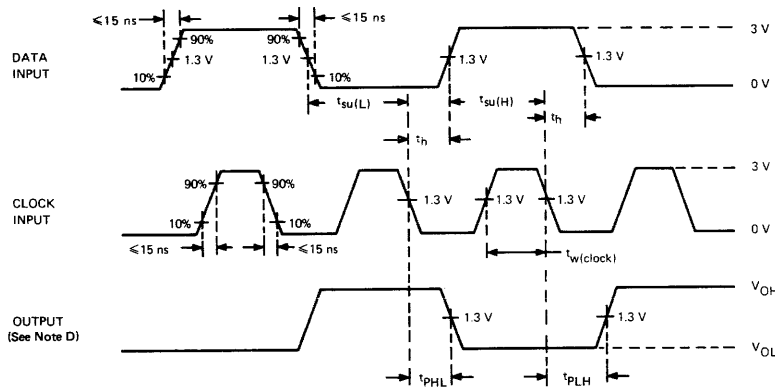 ≤15 ns ≤15 ns
90% 90% 3 V
DATA
INPUT
1.3 V 1.3 V 1.3 V 1.3 V
10% 10% 0 V
tsu(L) tsu(H)
th th
3 V
CLOCK
INPUT
90% 90% 1.3 V 1.3 V 1.3 V
10% 10% 0 V
≤15 ns ≤15 ns
tw(clock)
VOH
OUTPUT
(See Note D)
1.3 V 1.3 V
VOL
tPHL tPLH